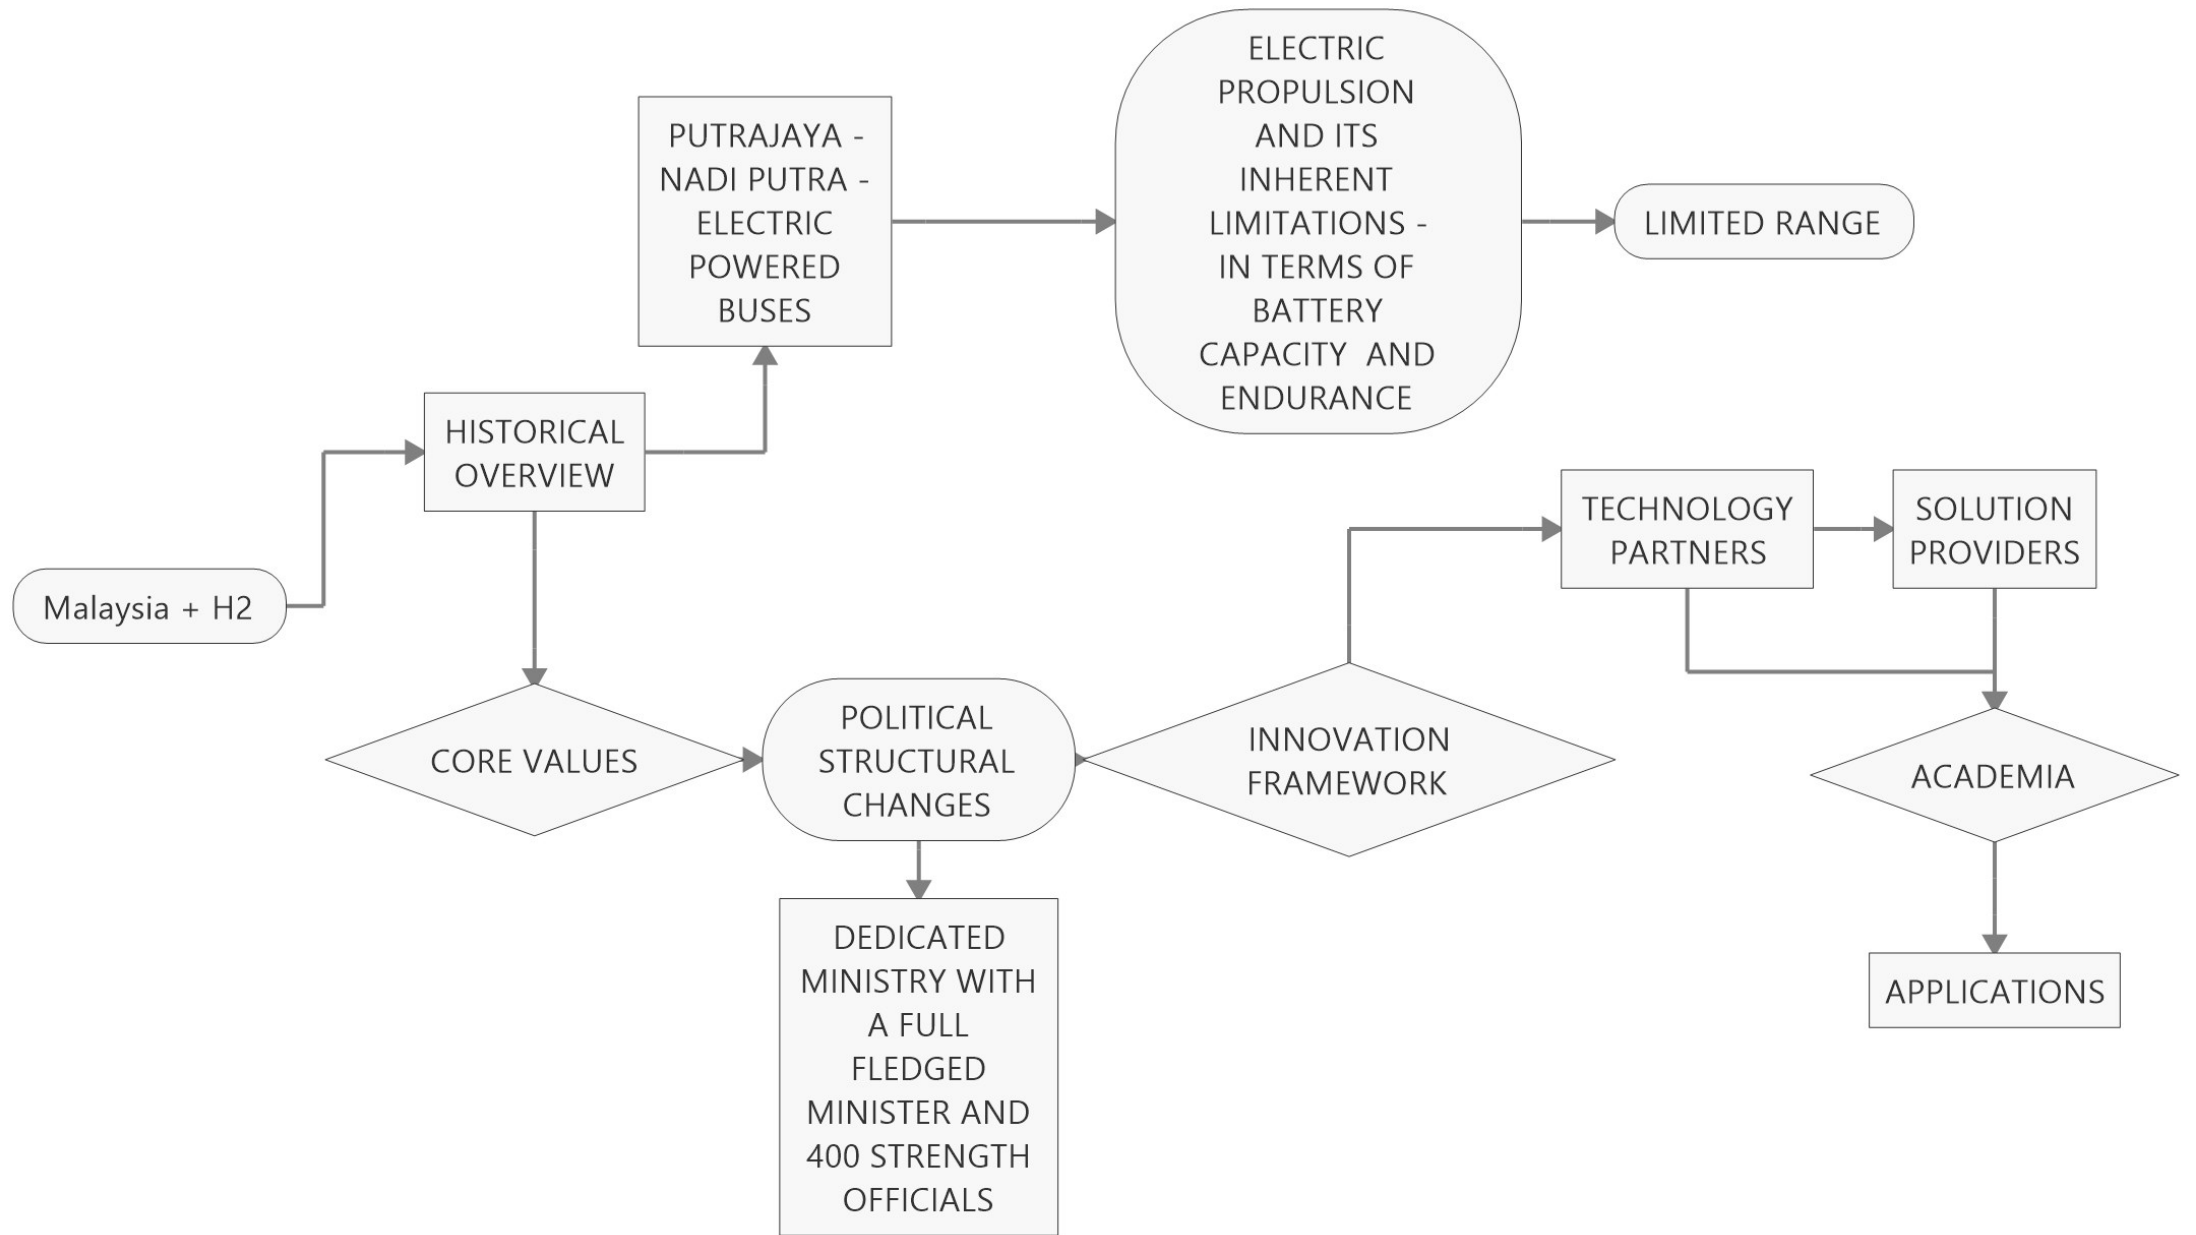 ELECTRIC
PROPULSION
AND ITS
INHERENT
LIMITATIONS -
IN TERMS OF
BATTERY
CAPACITY  AND
ENDURANCE
PUTRAJAYA -
NADI PUTRA -
ELECTRIC
POWERED
BUSES
LIMITED RANGE
HISTORICAL
OVERVIEW
TECHNOLOGY
PARTNERS
SOLUTION
PROVIDERS
Malaysia + H2
CORE VALUES
POLITICAL
STRUCTURAL
CHANGES
INNOVATION
FRAMEWORK
ACADEMIA
DEDICATED
MINISTRY WITH
A FULL
FLEDGED
MINISTER AND
400 STRENGTH
OFFICIALS
APPLICATIONS